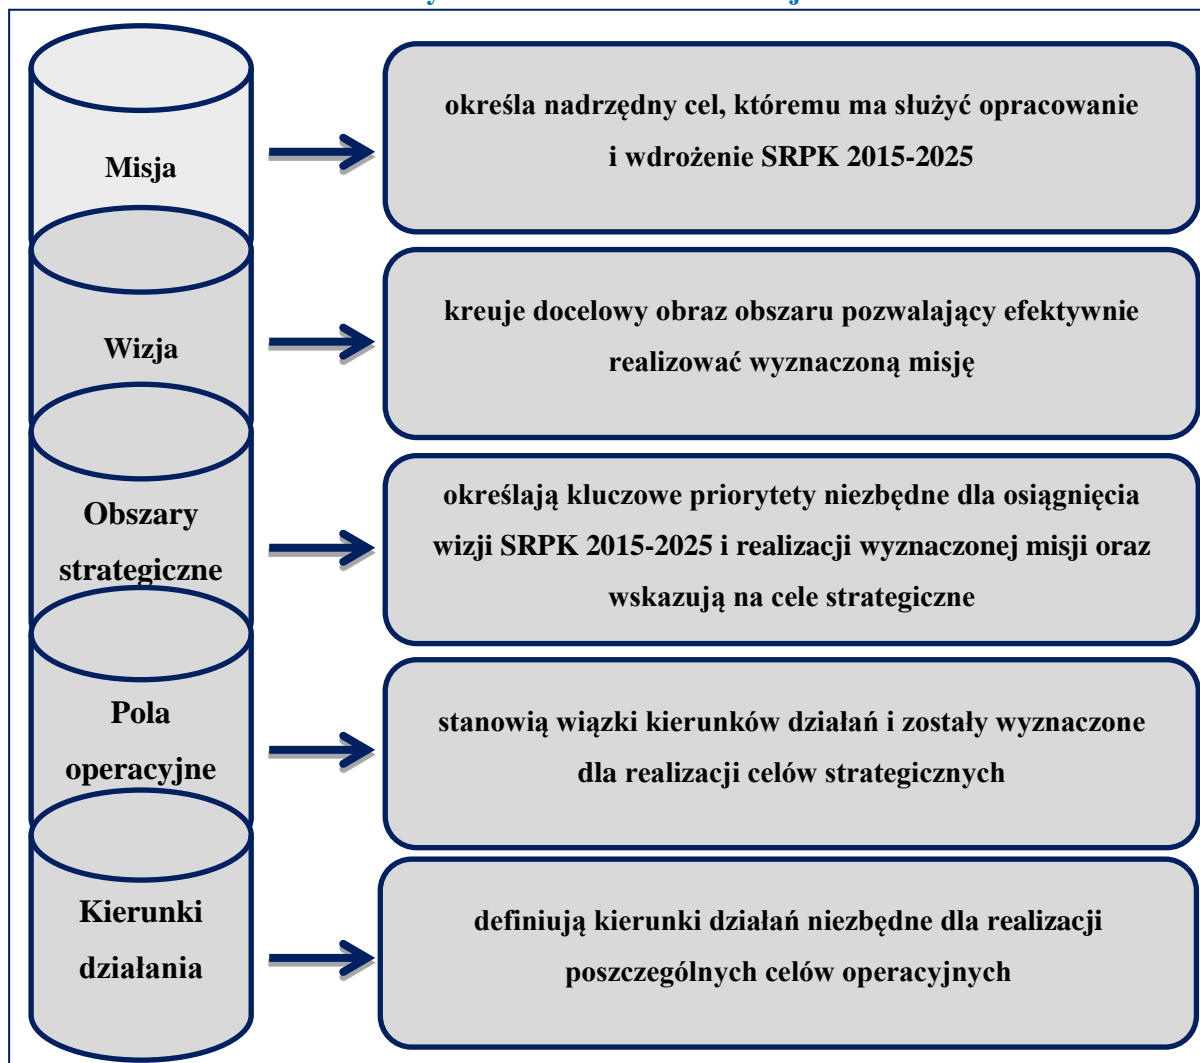 Misja
określa nadrzędny cel, któremu ma służyć opracowanie
i wdrożenie SRPK 2015-2025
Wizja
kreuje docelowy obraz obszaru pozwalający efektywnie
realizować wyznaczoną misję
Obszary
strategiczne
określają kluczowe priorytety niezbędne dla osiągnięcia
wizji SRPK 2015-2025 i realizacji wyznaczonej misji oraz
wskazują na cele strategiczne
Pola
operacyjne
stanowią wiązki kierunków działań i zostały wyznaczone
dla realizacji celów strategicznych
Kierunki
działania
definiują kierunki działań niezbędne dla realizacji
poszczególnych celów operacyjnych